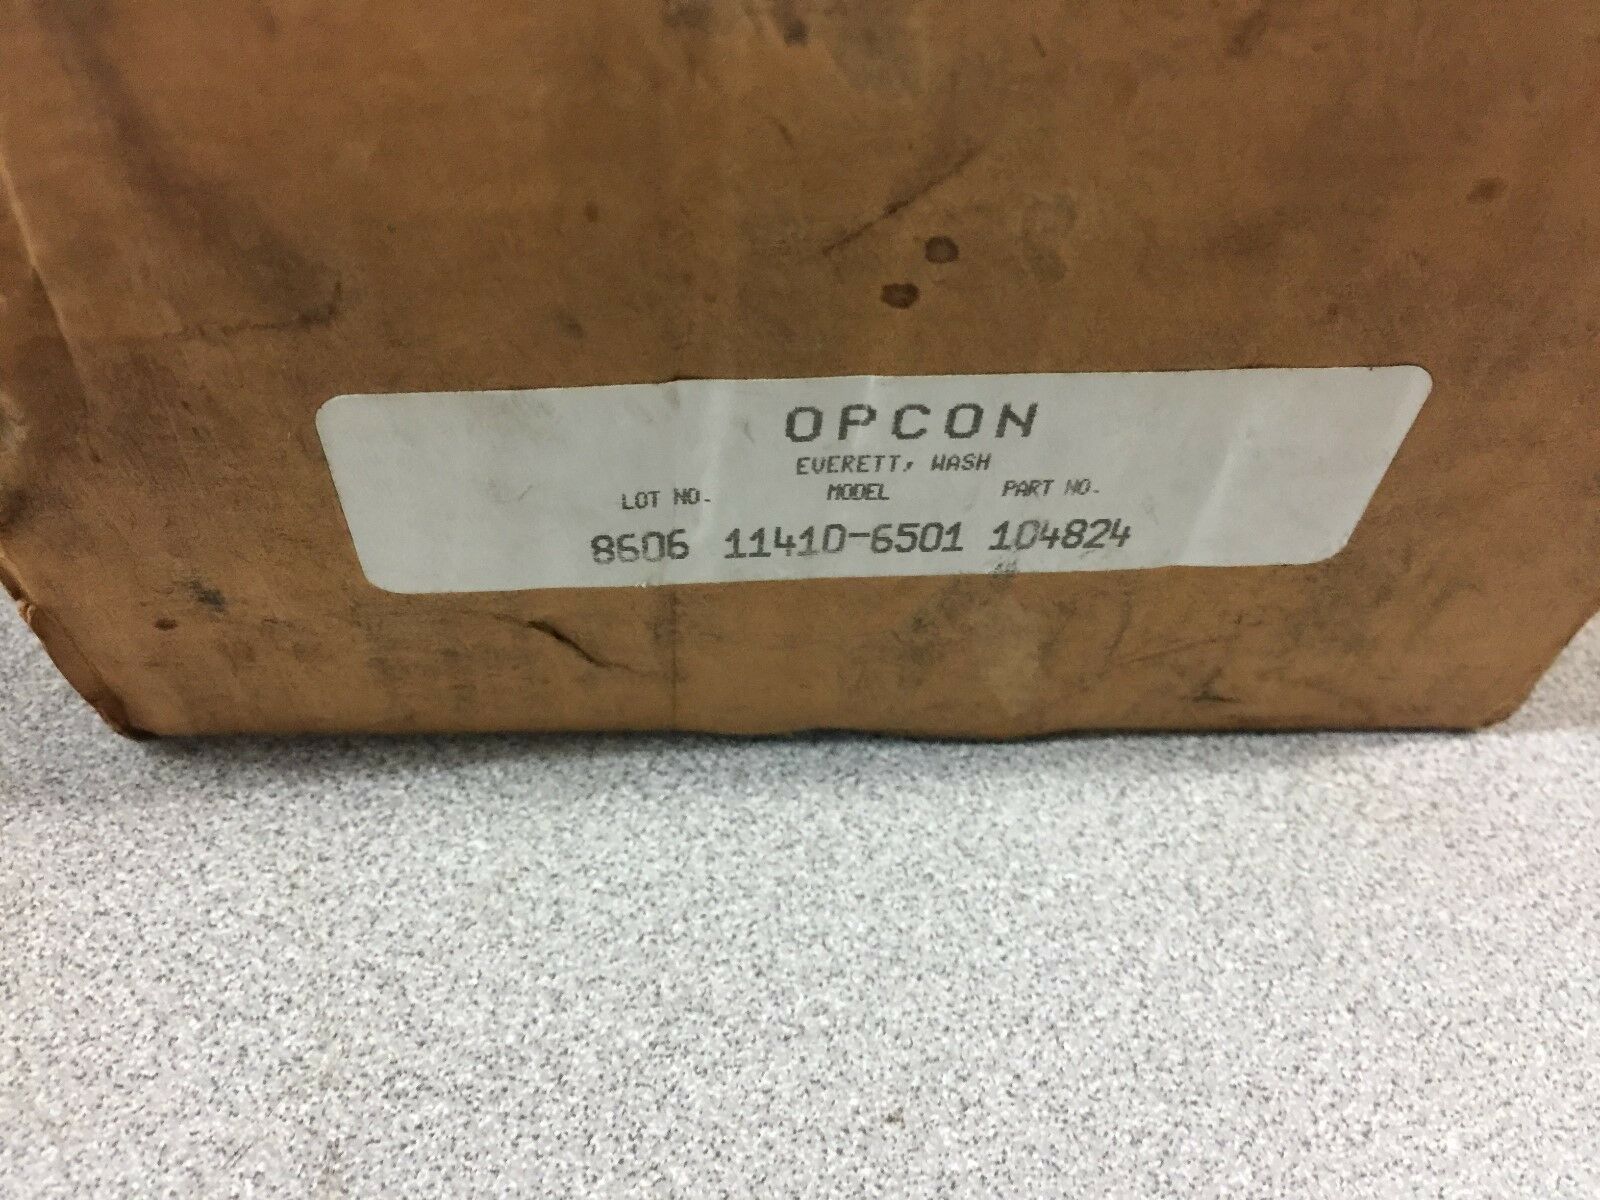 OPCON
EVERETT, WASH
LOT NO. MODEL PART NO.
8606 11410-6501 104824